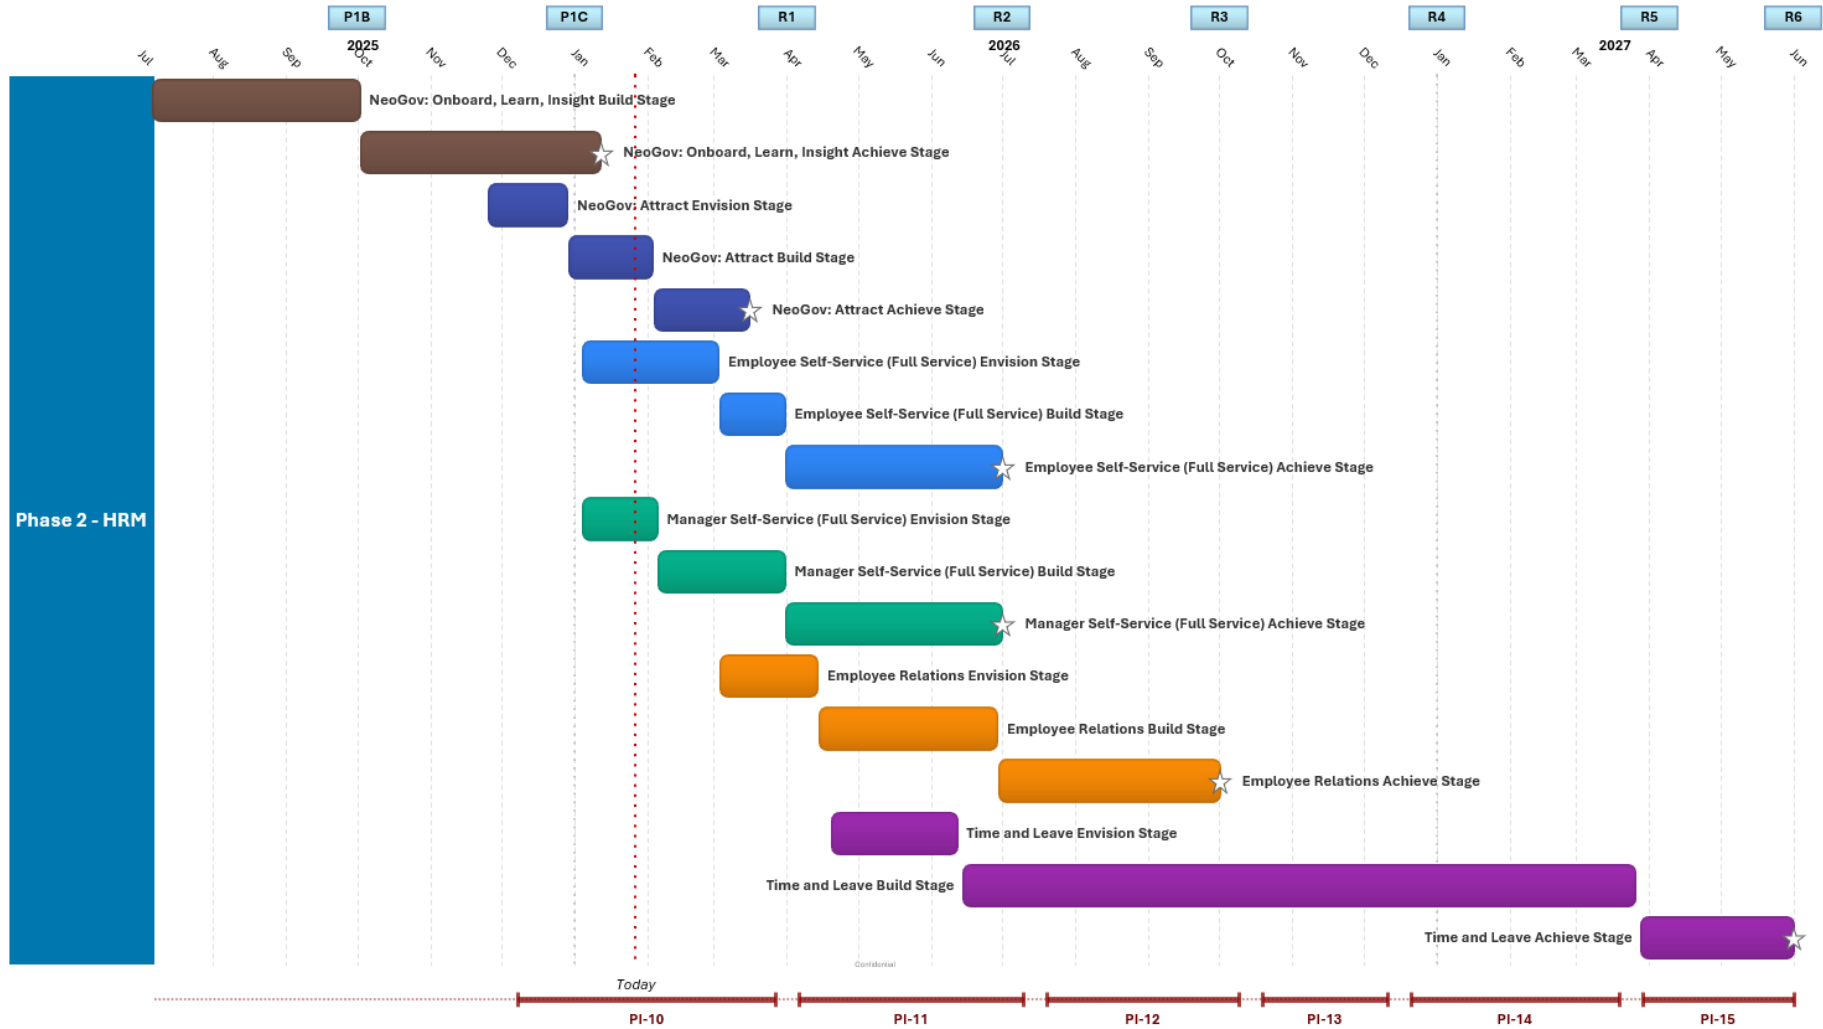 P1B P1C R1 R2 R3 R4 R5 R6
2025 2026 2027
Jul Aug Sep Oct Nov Dec Jan Feb Mar Apr May Jun Jul Aug Sep Oct Nov Dec Jan Feb Mar Apr May Jun
Phase 2 - HRM
NeoGov: Onboard, Learn, Insight Build Stage
NeoGov: Onboard, Learn, Insight Achieve Stage
NeoGov: Attract Envision Stage
NeoGov: Attract Build Stage
NeoGov: Attract Achieve Stage
Employee Self-Service (Full Service) Envision Stage
Employee Self-Service (Full Service) Build Stage
Employee Self-Service (Full Service) Achieve Stage
Manager Self-Service (Full Service) Envision Stage
Manager Self-Service (Full Service) Build Stage
Manager Self-Service (Full Service) Achieve Stage
Employee Relations Envision Stage
Employee Relations Build Stage
Employee Relations Achieve Stage
Time and Leave Envision Stage
Time and Leave Build Stage
Time and Leave Achieve Stage
Confidential
Today
PI-10 PI-11 PI-12 PI-13 PI-14 PI-15